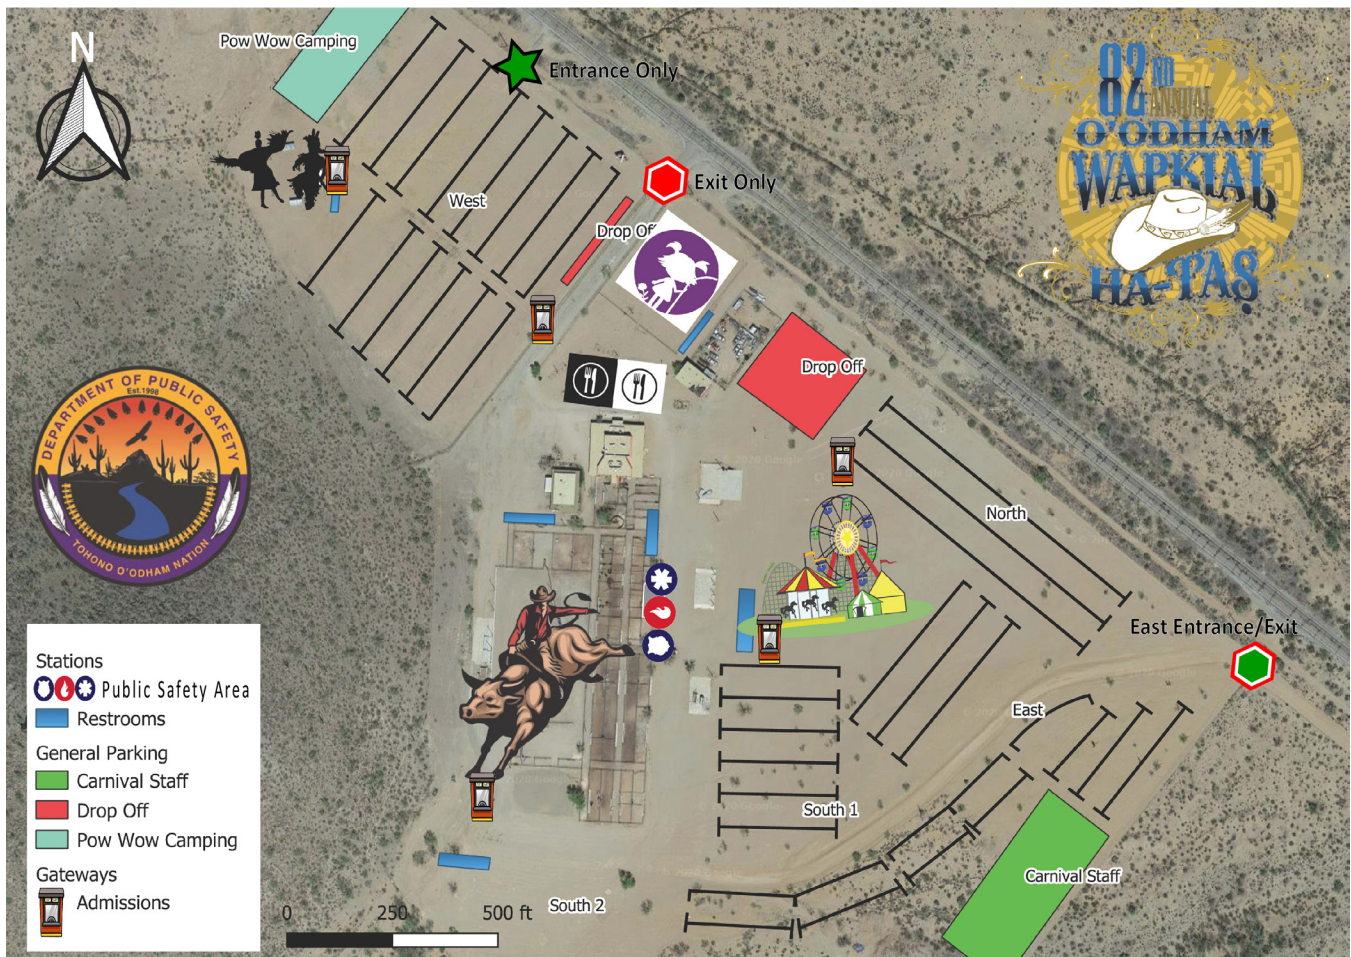 Pow Wow Camping
N
Entrance Only
Exit Only
West
Drop Off
82ND
ANNUAL
O'ODHAM
WAPKIAL
HA-TAṢ
Drop Off
DEPARTMENT OF PUBLIC SAFETY
Est.1998
TOHONO O'ODHAM NATION
North
East Entrance/Exit
East
South 1
Carnival Staff
South 2
Stations
Public Safety Area
Restrooms
General Parking
Carnival Staff
Drop Off
Pow Wow Camping
Gateways
Admissions
0 250 500 ft